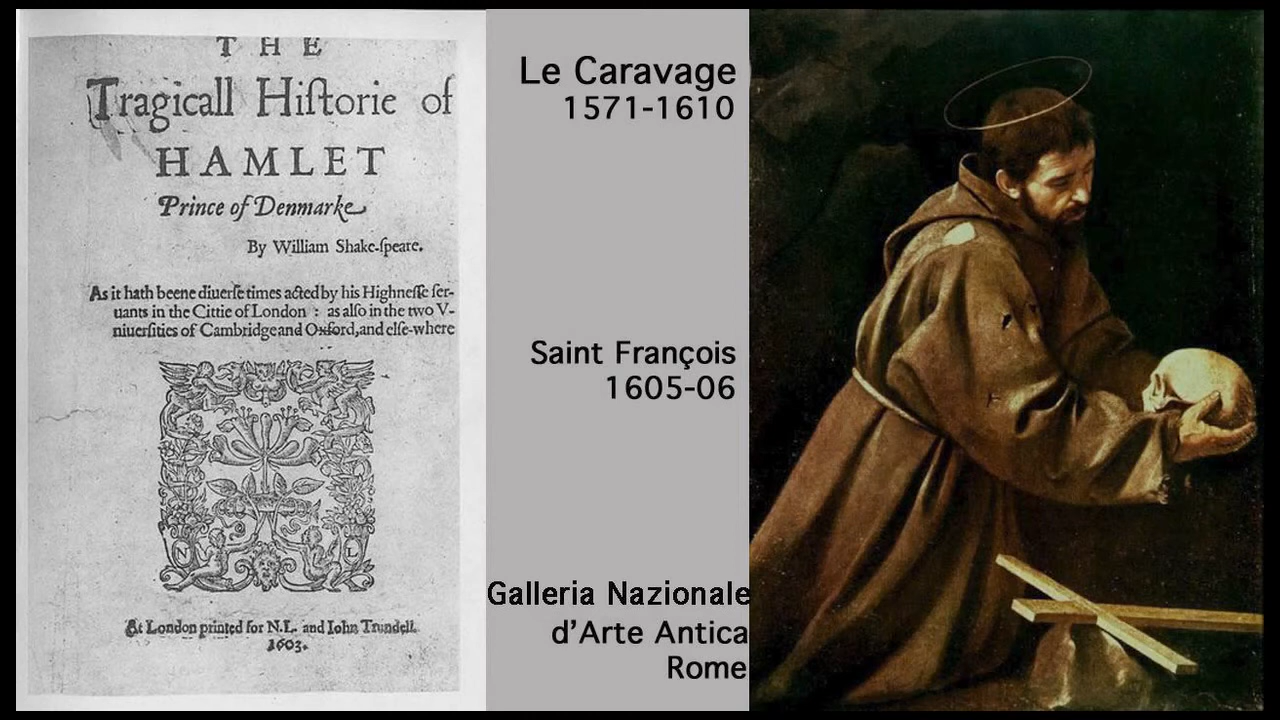 THE
Tragicall Hiſtorie of
HAMLET
Prince of Denmarke
By William Shake-ſpeare.
As it hath beene diuerſe times acted by his Highneſſe ſer-
uants in the Cittie of London : as alſo in the two V-
niuerſities of Cambridge and Oxford, and elſe-where
N L
At London printed for N.L. and Iohn Trundell.
1603.
Le Caravage
1571-1610
Saint François
1605-06
Galleria Nazionale
d’Arte Antica
Rome